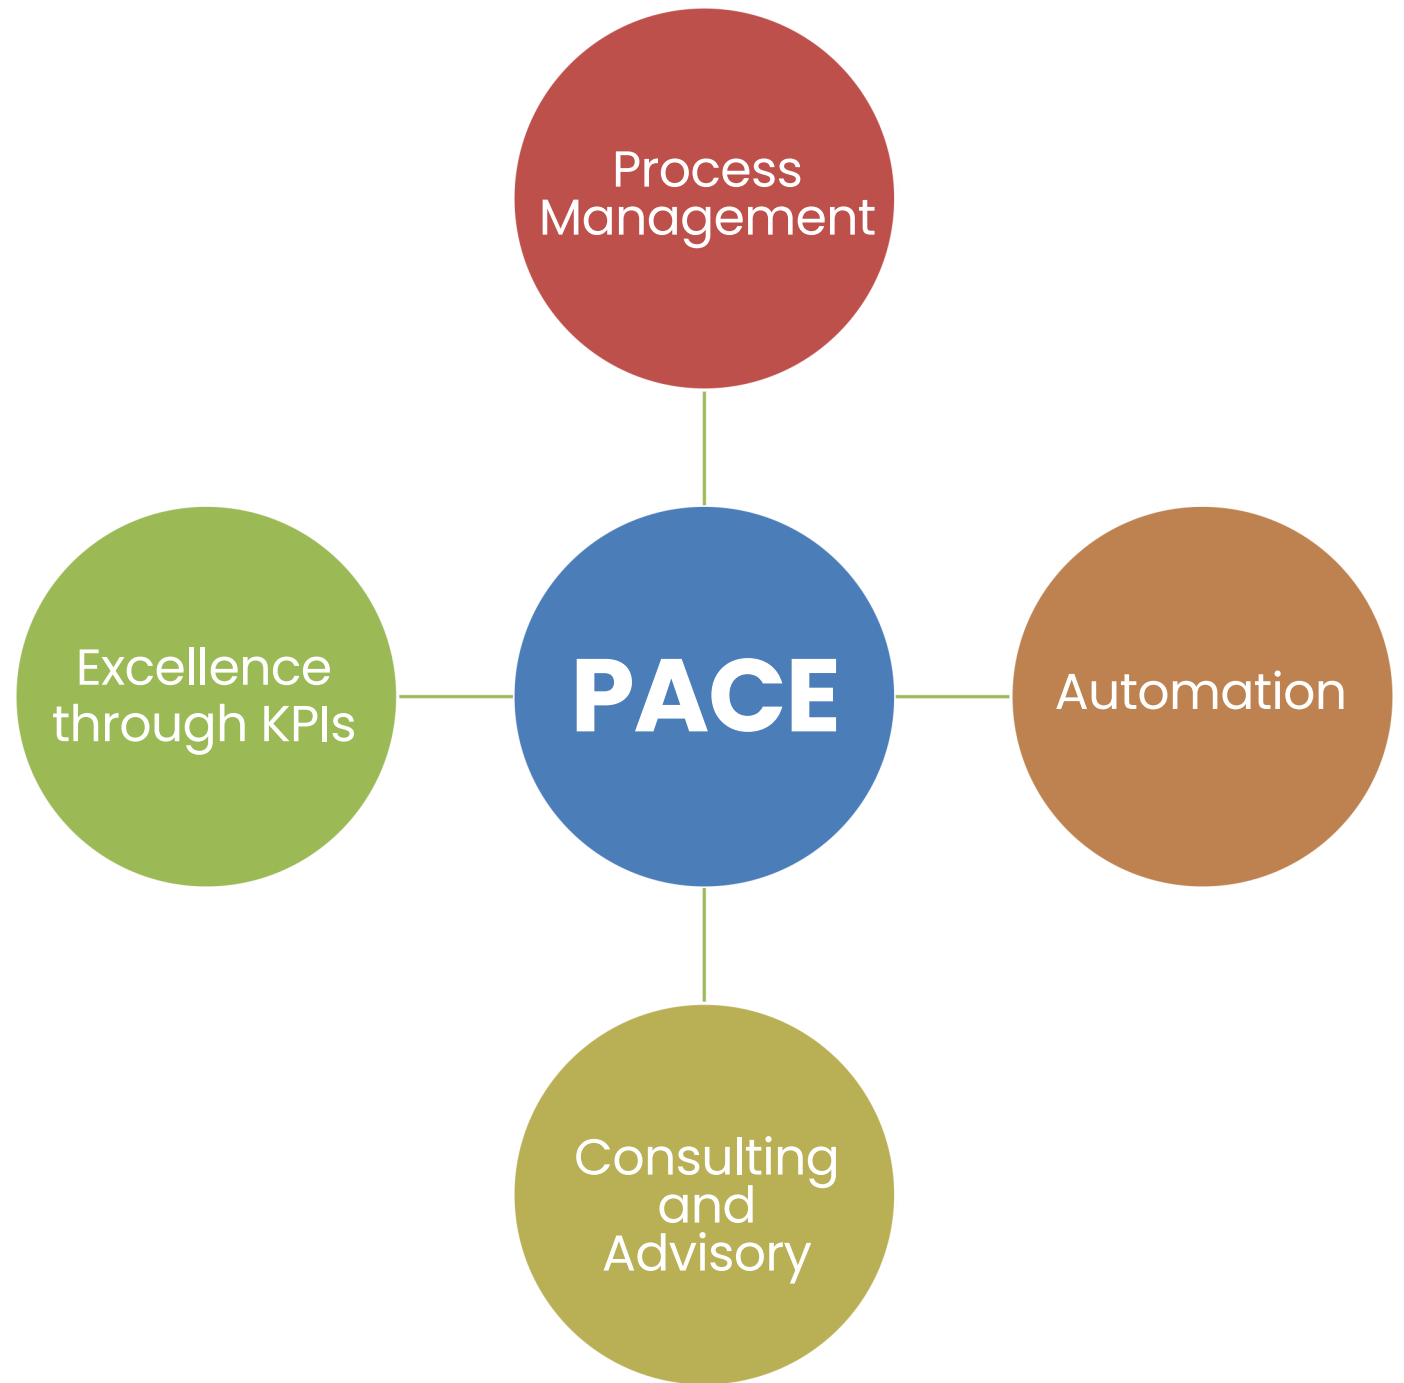 Process
Management
Excellence
through KPIs
PACE
Automation
Consulting
and
Advisory